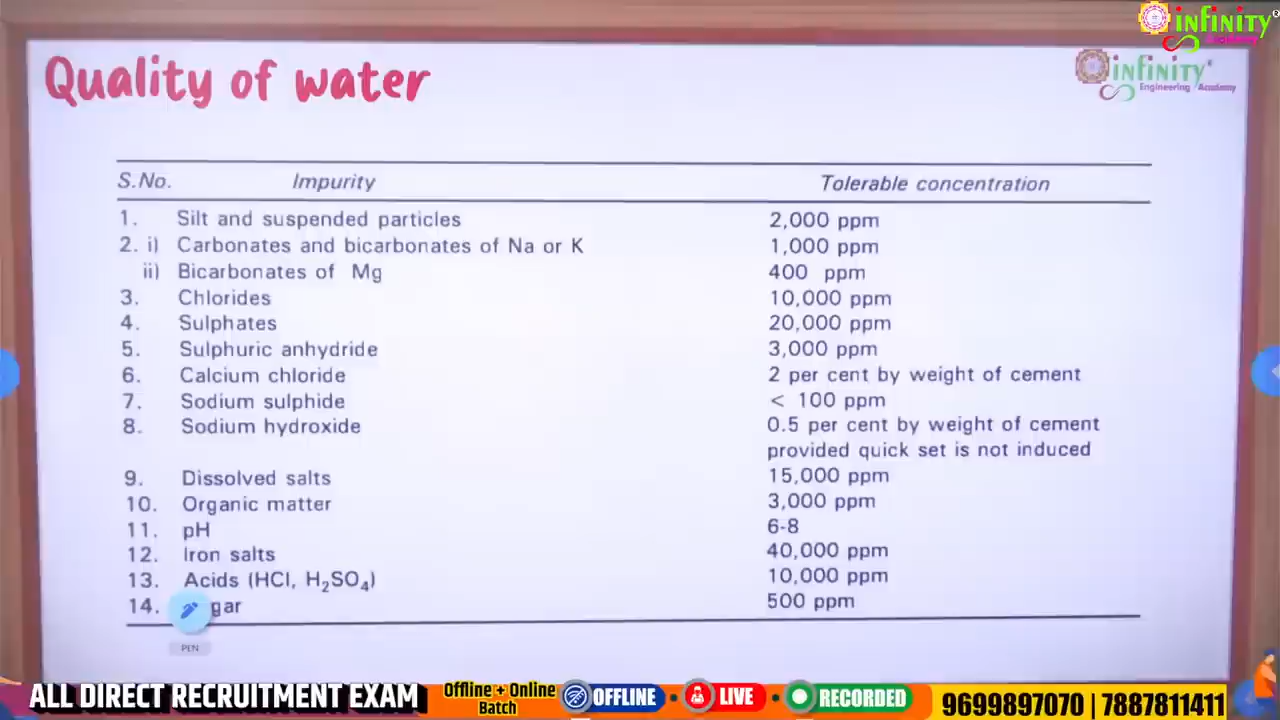 infinity
Academy
Quality of water
infinity
Engineering Academy
S.No. Impurity Tolerable concentration
1. Silt and suspended particles 2,000 ppm
2. i) Carbonates and bicarbonates of Na or K 1,000 ppm
ii) Bicarbonates of Mg 400 ppm
3. Chlorides 10,000 ppm
4. Sulphates 20,000 ppm
5. Sulphuric anhydride 3,000 ppm
6. Calcium chloride 2 per cent by weight of cement
7. Sodium sulphide < 100 ppm
8. Sodium hydroxide 0.5 per cent by weight of cement
provided quick set is not induced
9. Dissolved salts 15,000 ppm
10. Organic matter 3,000 ppm
11. pH 6-8
12. Iron salts 40,000 ppm
13. Acids (HCl, H₂SO₄) 10,000 ppm
14. gar 500 ppm
PEN
ALL DIRECT RECRUITMENT EXAM Offline + Online Batch OFFLINE LIVE RECORDED 9699897070 | 7887811411